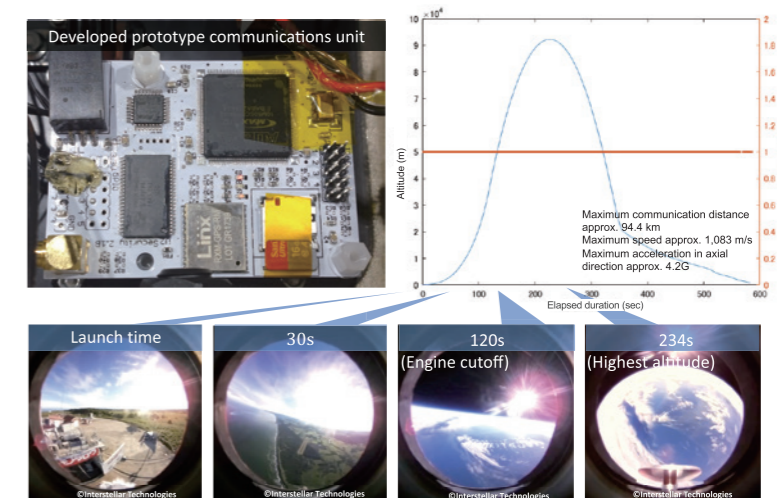 Developed prototype communications unit
Linx
Altitude (m)
10 ×10⁴
9
8
7
6
5
4
3
2
1
0
2
1.8
1.6
1.4
1.2
1
0.8
0.6
0.4
0.2
0
0 100 200 300 400 500 600
Elapsed duration (sec)
Maximum communication distance
approx. 94.4 km
Maximum speed approx. 1,083 m/s
Maximum acceleration in axial
direction approx. 4.2G
Launch time
©Interstellar Technologies
30s
©Interstellar Technologies
120s
(Engine cutoff)
©Interstellar Technologies
234s
(Highest altitude)
©Interstellar Technologies